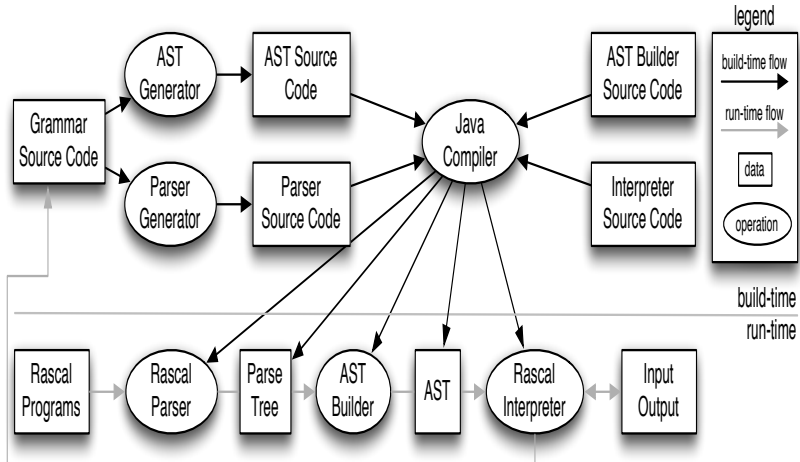 legend
AST
Generator
AST Source
Code
AST Builder
Source Code
build-time flow
Grammar
Source Code
Java
Compiler
run-time flow
Parser
Generator
Parser
Source Code
Interpreter
Source Code
data
operation
build-time
run-time
Rascal
Programs
Rascal
Parser
Parse
Tree
AST
Builder
AST
Rascal
Interpreter
Input
Output